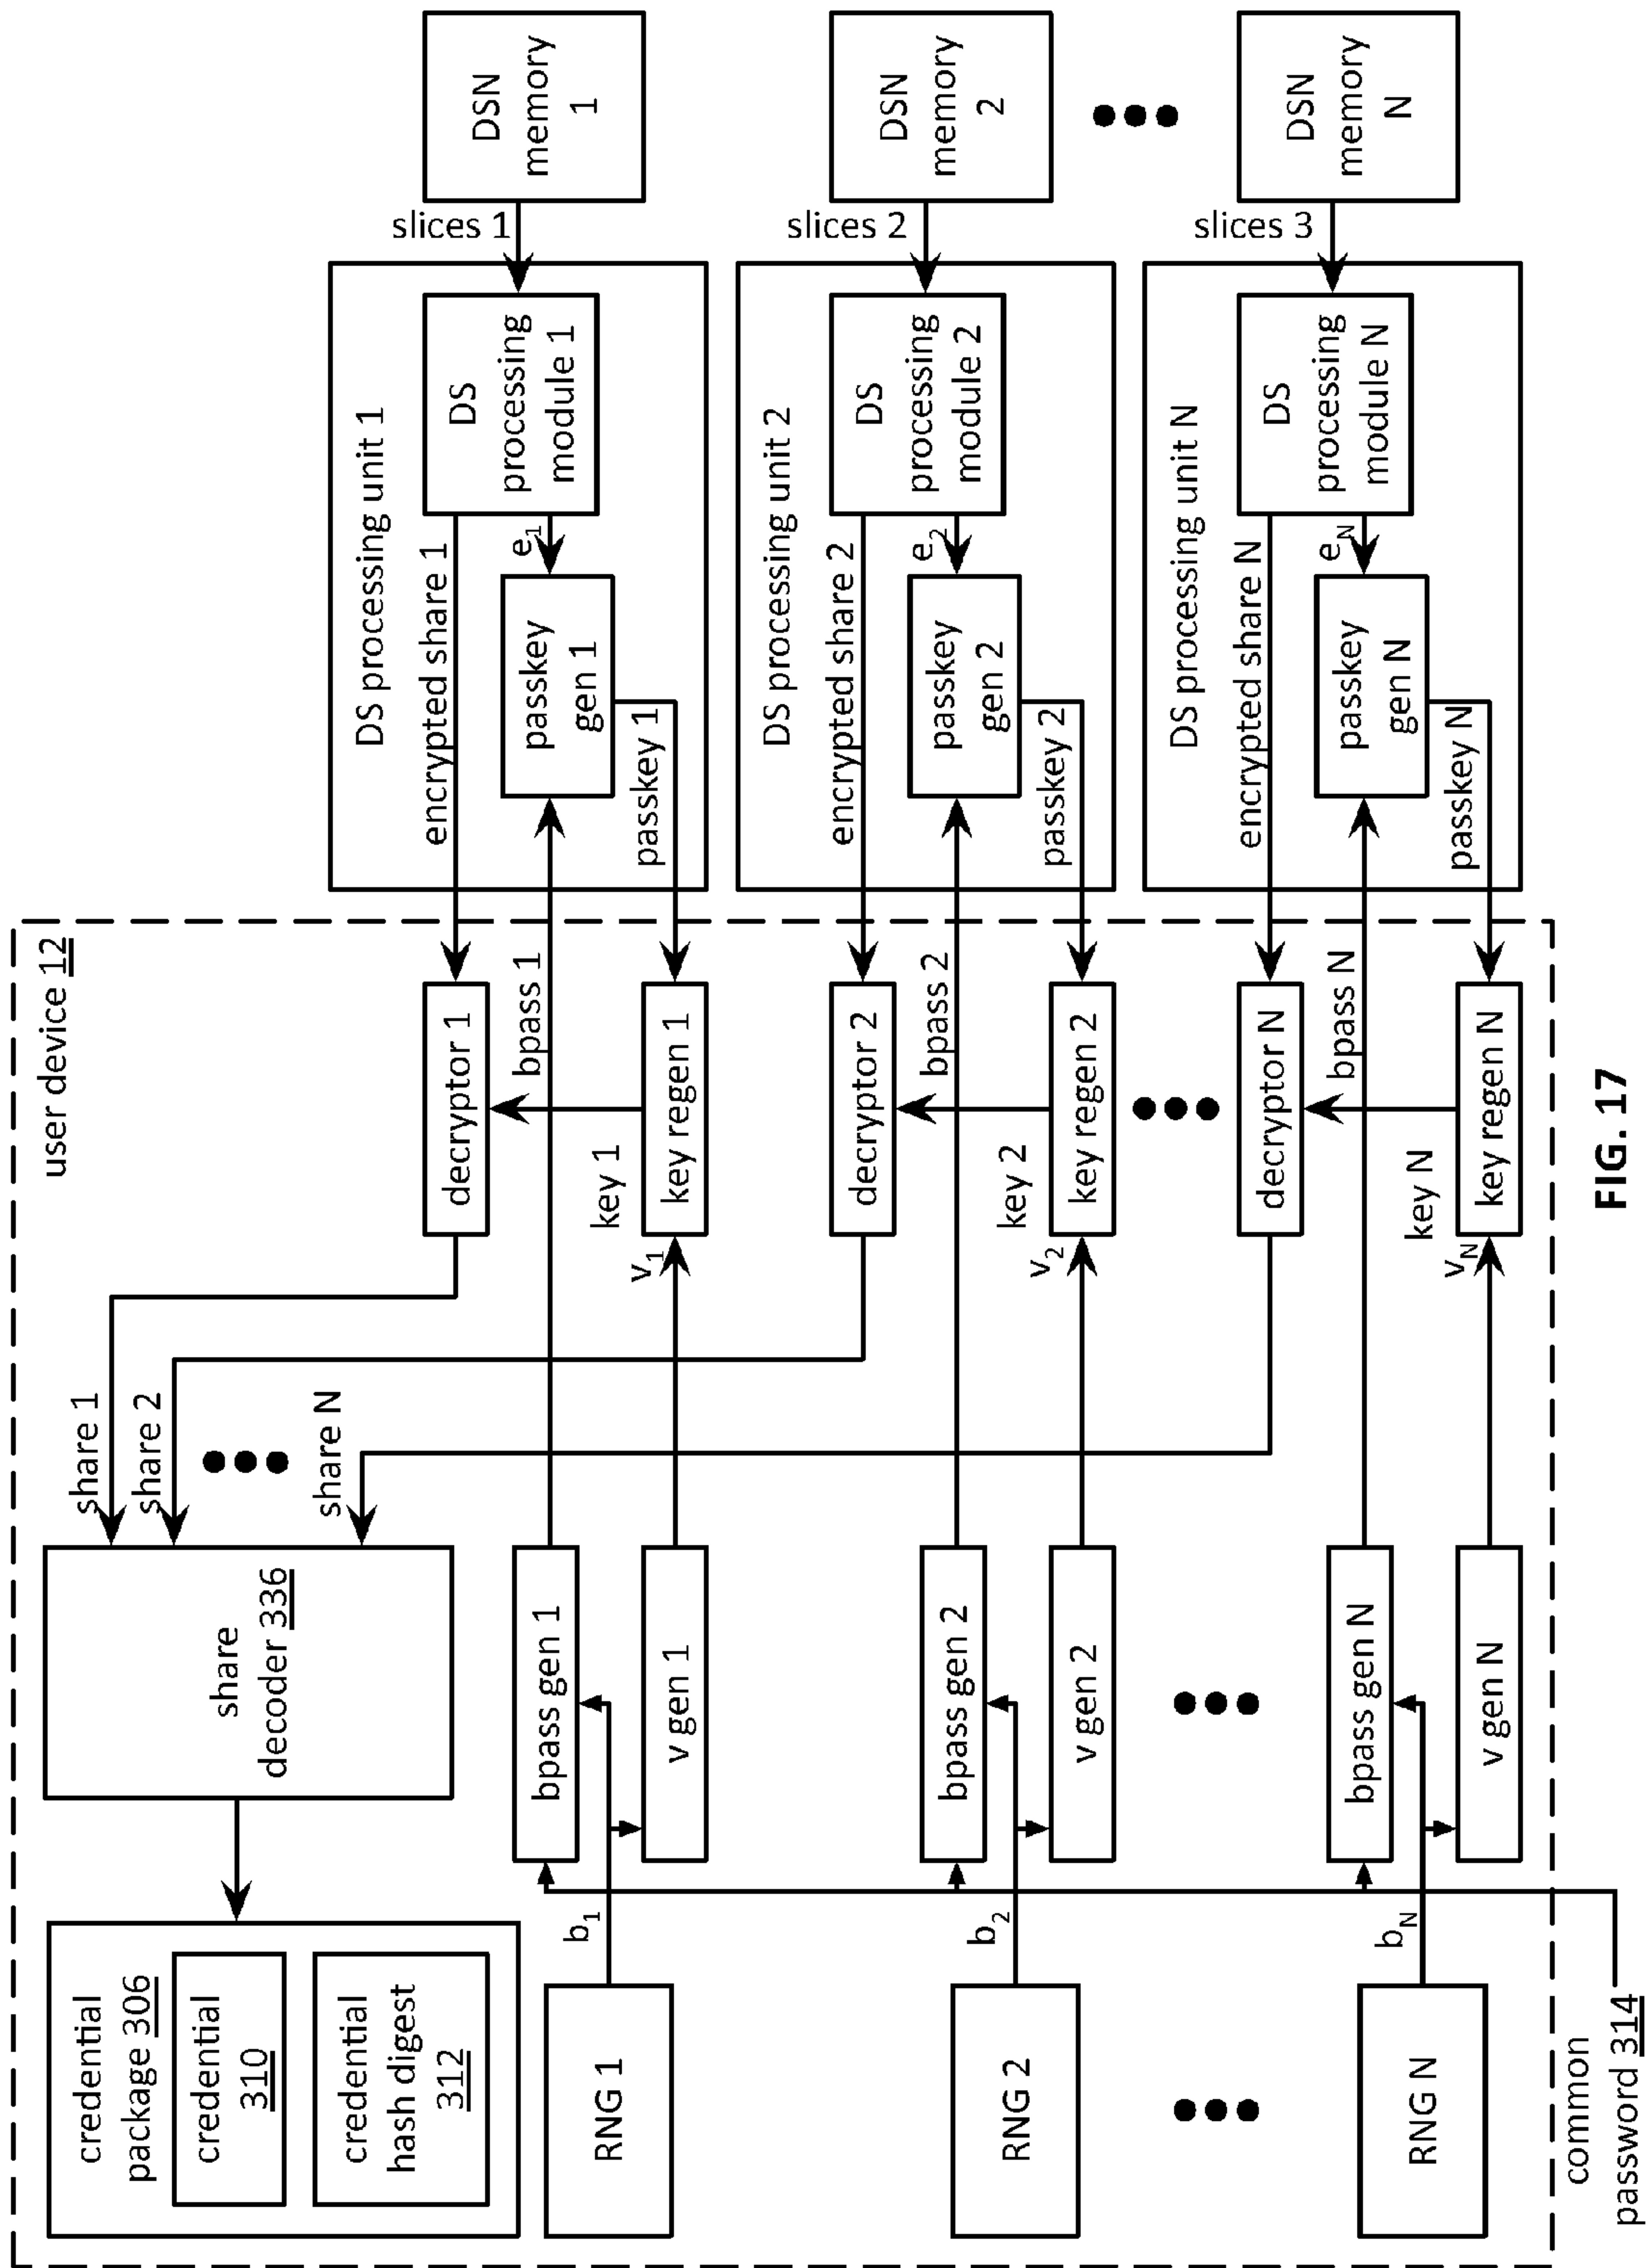 user device 12
credential
package 306
credential
310
credential
hash digest
312
share
decoder 336
share 1
share 2
share N
RNG 1
b1
bpass gen 1
v gen 1
v1
key 1
decryptor 1
bpass 1
key regen 1
DS processing unit 1
encrypted share 1
passkey
gen 1
passkey 1
e1
DS
processing
module 1
slices 1
DSN
memory
1
RNG 2
b2
bpass gen 2
v gen 2
v2
key 2
decryptor 2
bpass 2
key regen 2
DS processing unit 2
encrypted share 2
passkey
gen 2
passkey 2
e2
DS
processing
module 2
slices 2
DSN
memory
2
RNG N
bN
bpass gen N
v gen N
vN
key N
decryptor N
bpass N
key regen N
DS processing unit N
encrypted share N
passkey
gen N
passkey N
eN
DS
processing
module N
slices 3
DSN
memory
N
common
password 314
FIG. 17